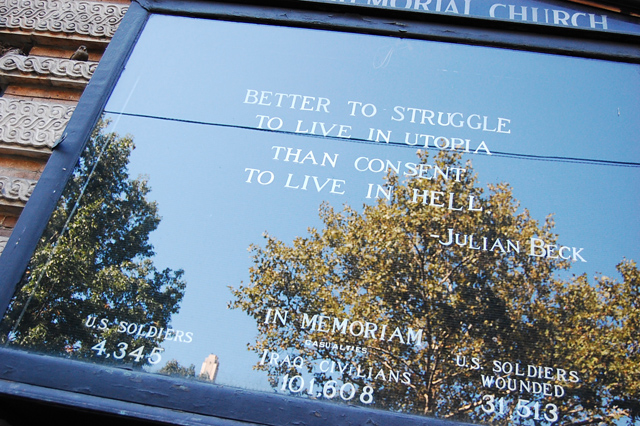 MEMORIAL CHURCH
BETTER TO STRUGGLE
TO LIVE IN UTOPIA
THAN CONSENT
TO LIVE IN HELL
-JULIAN BECK
IN MEMORIAM
CASUALTIES
U.S. SOLDIERS
4,345
IRAQ CIVILIANS
101,608
U.S. SOLDIERS
WOUNDED
31,513